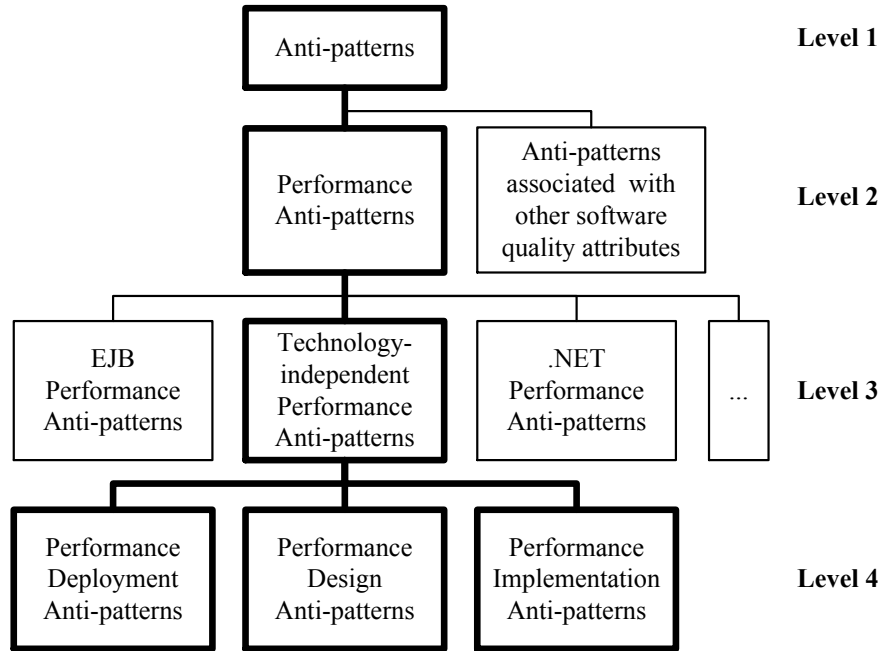 Anti-patterns
Level 1
Performance
Anti-patterns
Anti-patterns
associated with
other software
quality attributes
Level 2
EJB
Performance
Anti-patterns
Technology-
independent
Performance
Anti-patterns
.NET
Performance
Anti-patterns
...
Level 3
Performance
Deployment
Anti-patterns
Performance
Design
Anti-patterns
Performance
Implementation
Anti-patterns
Level 4